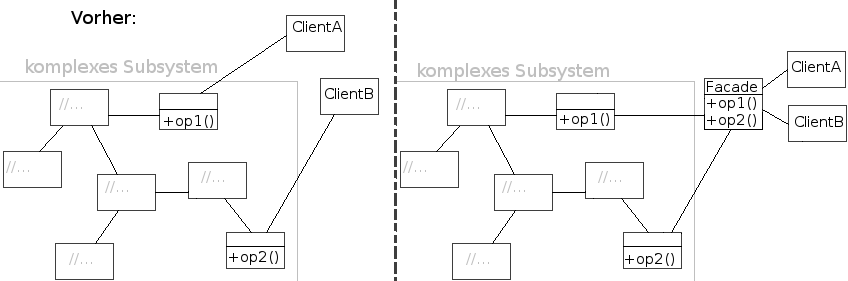 Vorher:
ClientA
komplexes Subsystem
ClientB
//...
+op1()
//...
//...
//...
+op2()
//...
komplexes Subsystem
ClientA
Facade
+op1()
+op2()
ClientB
//...
+op1()
//...
//...
//...
+op2()
//...